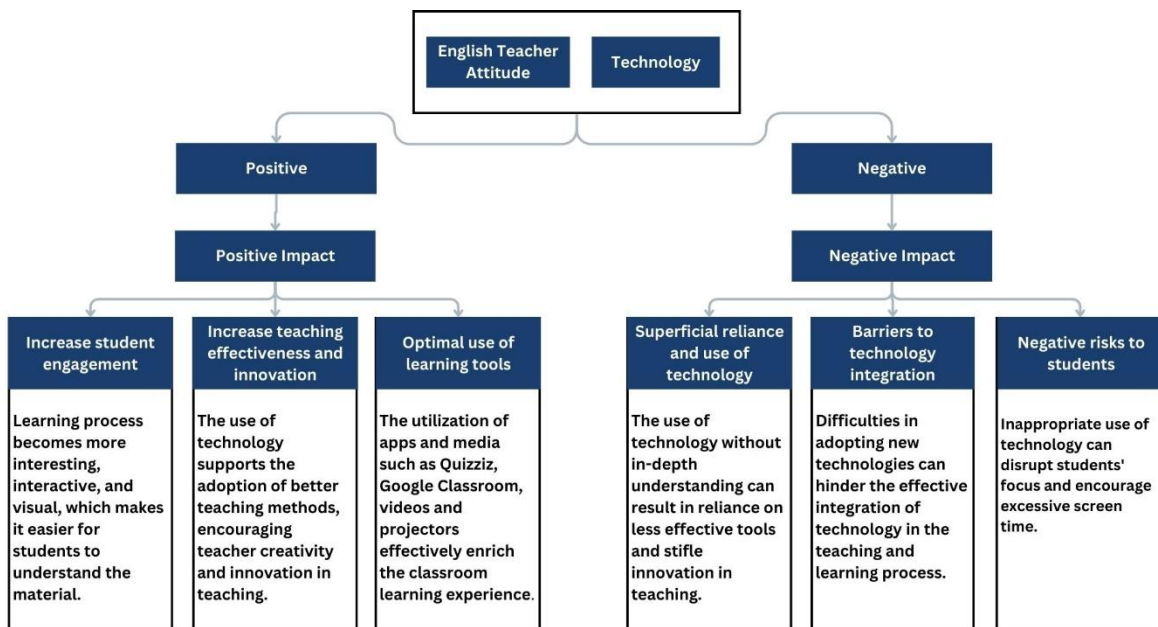 English Teacher
Attitude
Technology
Positive
Negative
Positive Impact
Negative Impact
Increase student
engagement
Increase teaching
effectiveness and
innovation
Optimal use of
learning tools
Superficial reliance
and use of
technology
Barriers to
technology
integration
Negative risks to
students
Learning process
becomes more
interesting,
interactive, and
visual, which makes
it easier for
students to
understand the
material.
The use of
technology
supports the
adoption of better
teaching methods,
encouraging
teacher creativity
and innovation in
teaching.
The utilization of
apps and media
such as Quizziz,
Google Classroom,
videos and
projectors
effectively enrich
the classroom
learning experience.
The use of
technology without
in-depth
understanding can
result in reliance on
less effective tools
and stifle
innovation in
teaching.
Difficulties in
adopting new
technologies can
hinder the effective
integration of
technology in the
teaching and
learning process.
Inappropriate use of
technology can
disrupt students'
focus and encourage
excessive screen
time.